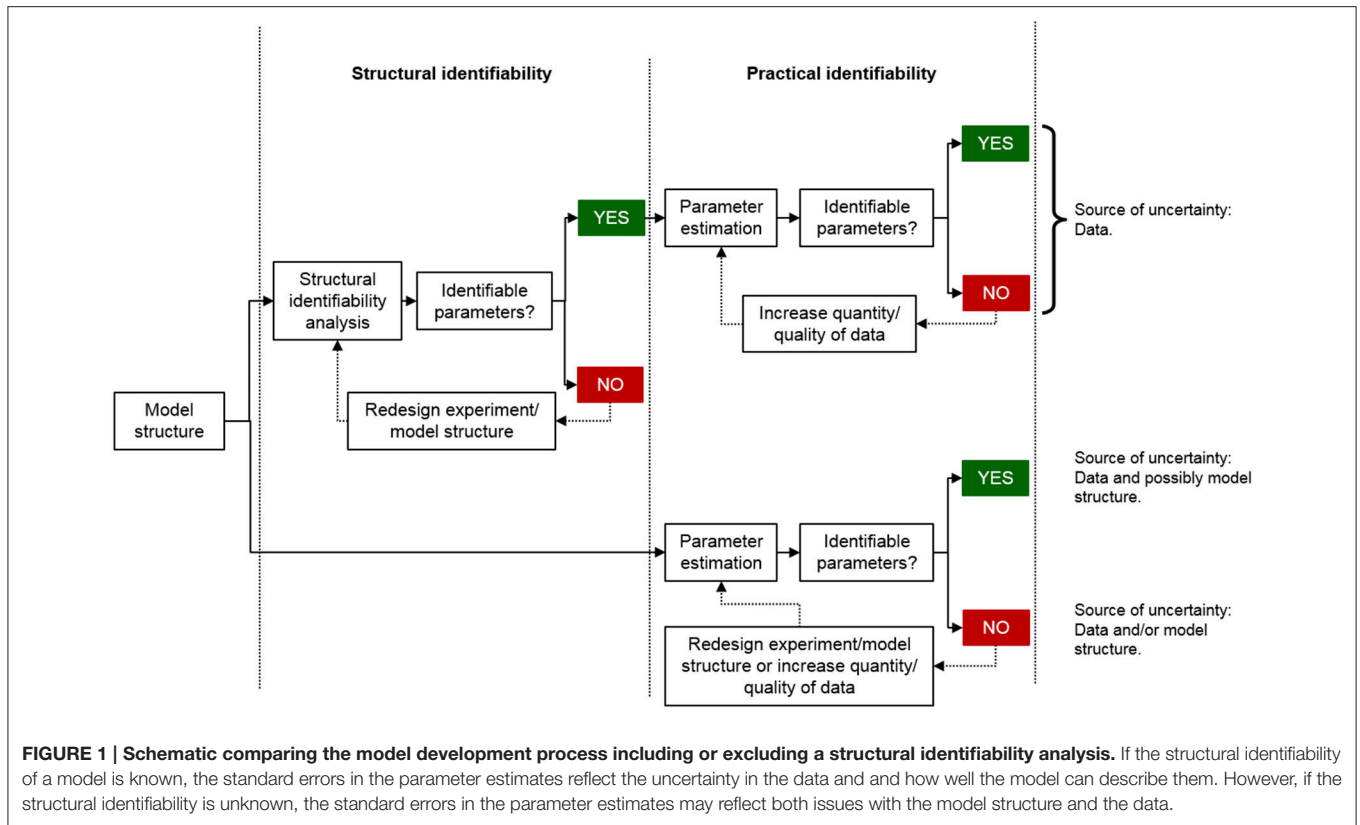 Structural identifiability
Practical identifiability
YES
YES
Parameter
estimation
Identifiable
parameters?
Source of uncertainty:
Data.
Structural
identifiability
analysis
Identifiable
parameters?
NO
Increase quantity/
quality of data
NO
Model
structure
Redesign experiment/
model structure
YES
Source of uncertainty:
Data and possibly model
structure.
Parameter
estimation
Identifiable
parameters?
NO
Source of uncertainty:
Data and/or model
structure.
Redesign experiment/model
structure or increase quantity/
quality of data
FIGURE 1 | Schematic comparing the model development process including or excluding a structural identifiability analysis. If the structural identifiability
of a model is known, the standard errors in the parameter estimates reflect the uncertainty in the data and and how well the model can describe them. However, if the
structural identifiability is unknown, the standard errors in the parameter estimates may reflect both issues with the model structure and the data.